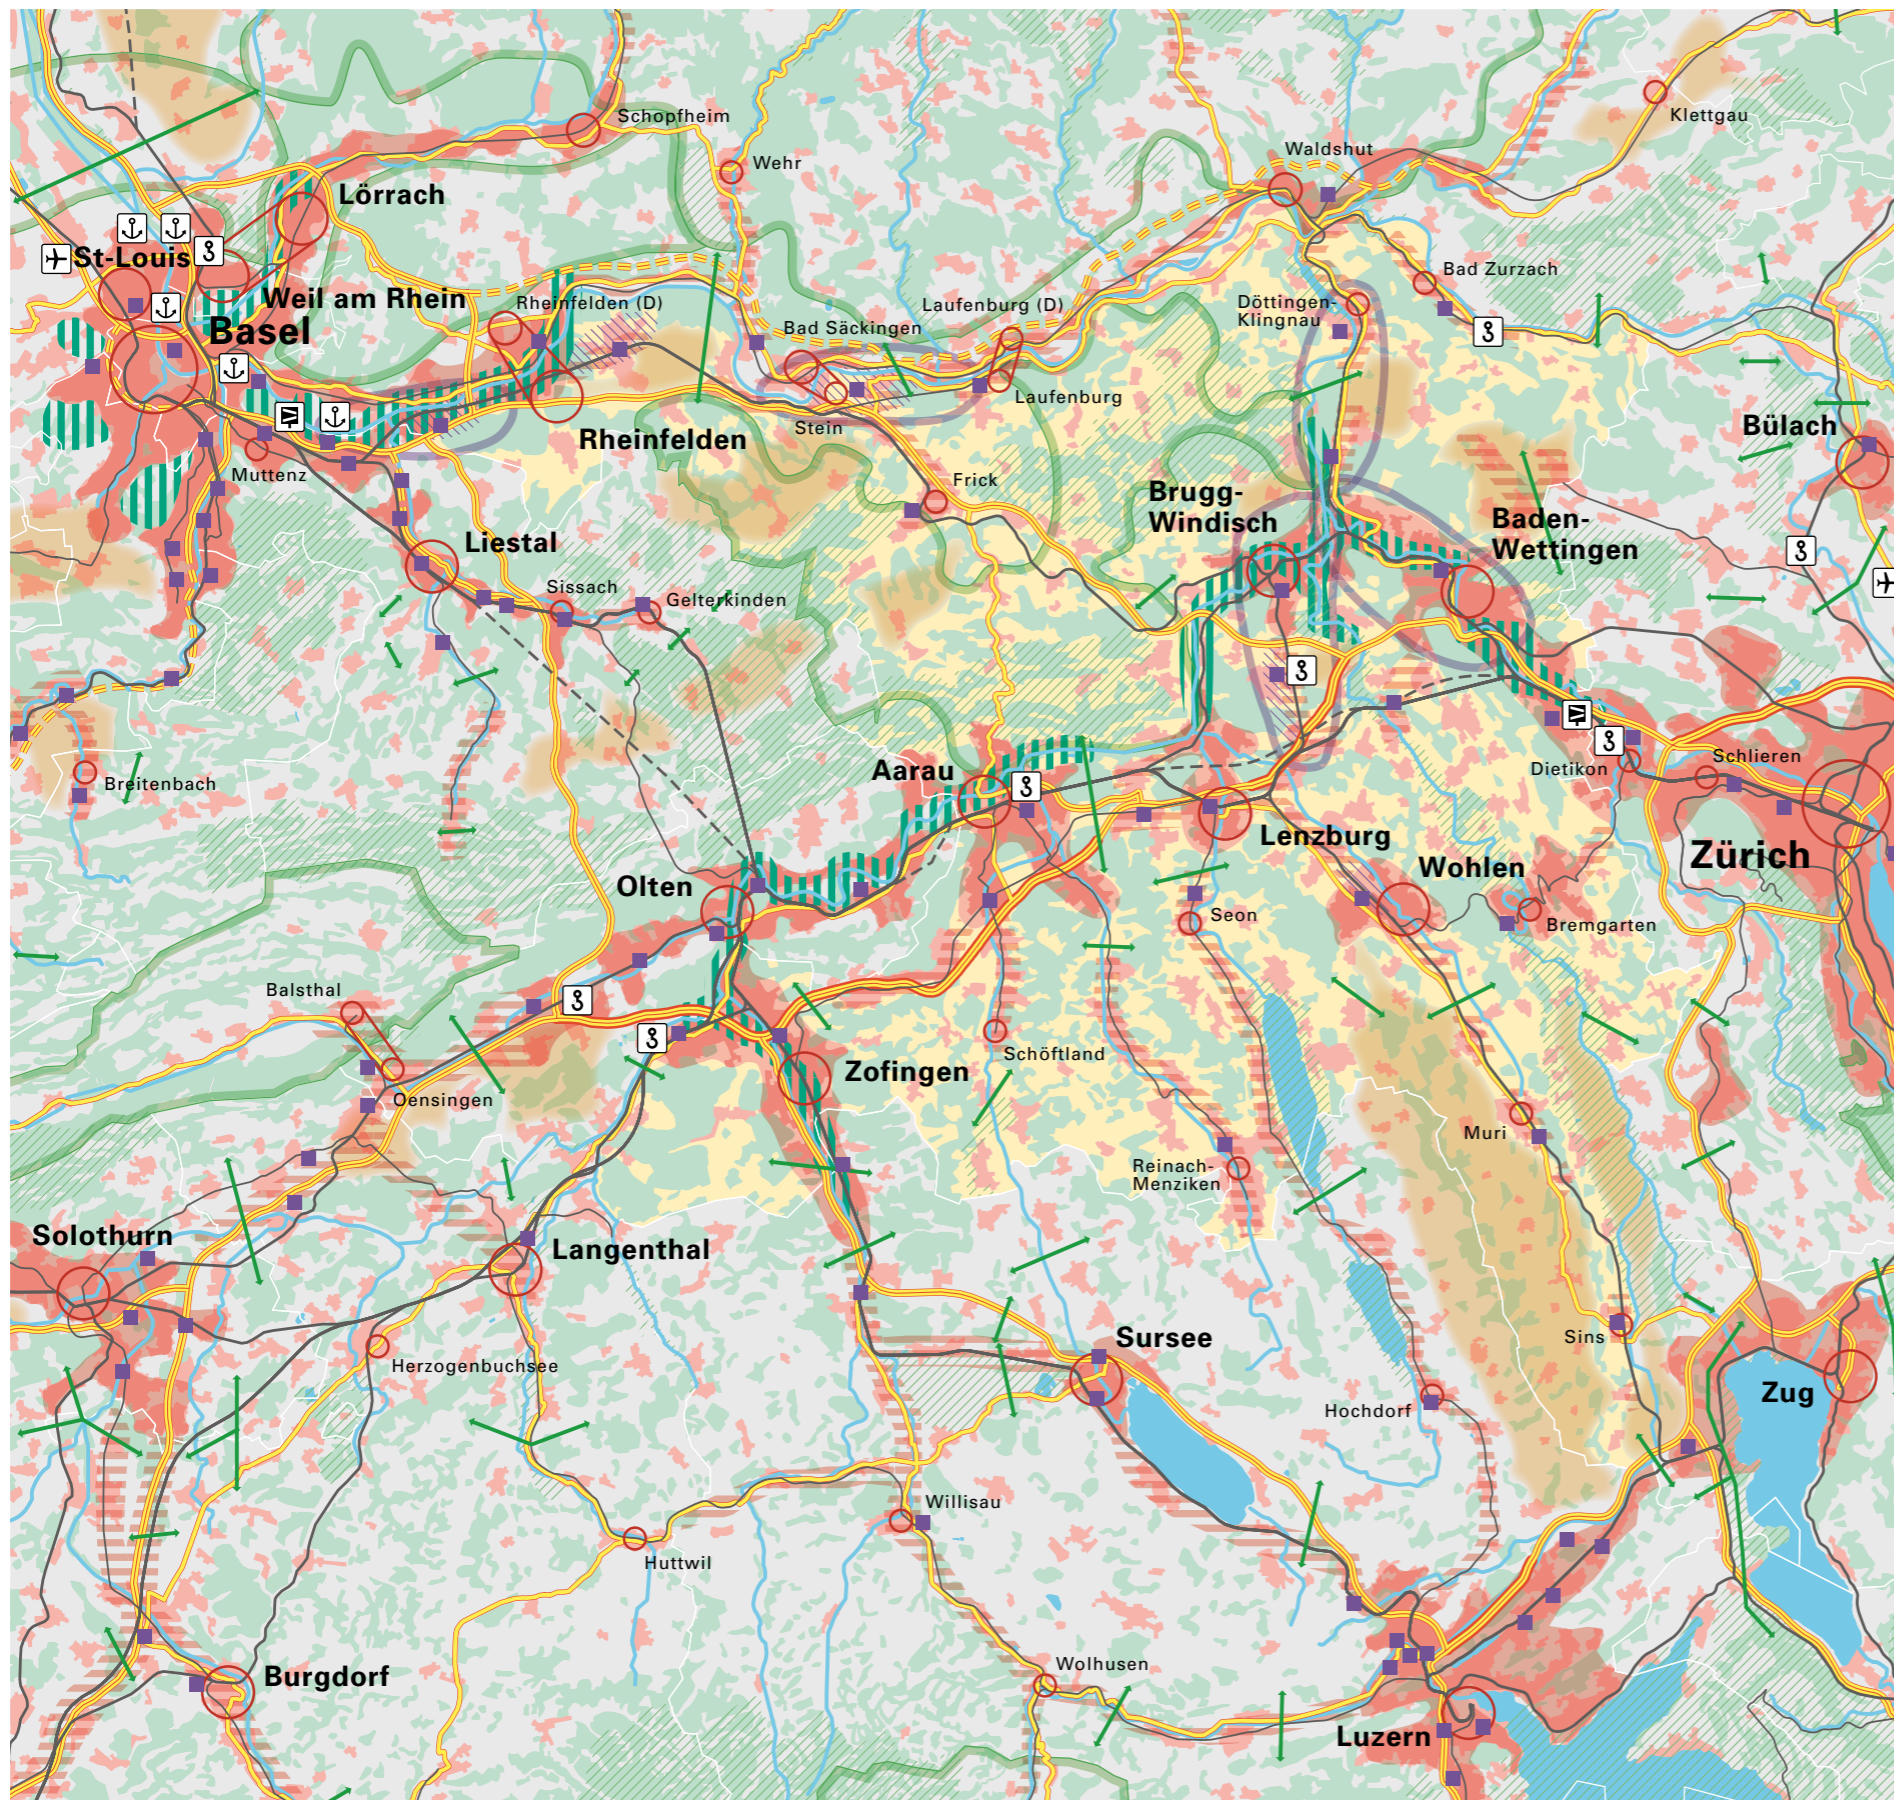 Schopfheim
Klettgau
Wehr
Waldshut
Lörrach
St-Louis
Weil am Rhein
Rheinfelden (D)
Laufenburg (D)
Döttingen-
Klingnau
Bad Zurzach
Basel
Bad Säckingen
Laufenburg
Stein
Rheinfelden
Bülach
Muttenz
Frick
Brugg-
Windisch
Baden-
Wettingen
Liestal
Sissach
Gelterkinden
Breitenbach
Aarau
Dietikon
Schlieren
Lenzburg
Zürich
Olten
Wohlen
Seon
Bremgarten
Balsthal
Oensingen
Zofingen
Schöftland
Muri
Reinach-
Menziken
Solothurn
Langenthal
Herzogenbuchsee
Sursee
Sins
Zug
Hochdorf
Willisau
Huttwil
Burgdorf
Wolhusen
Luzern